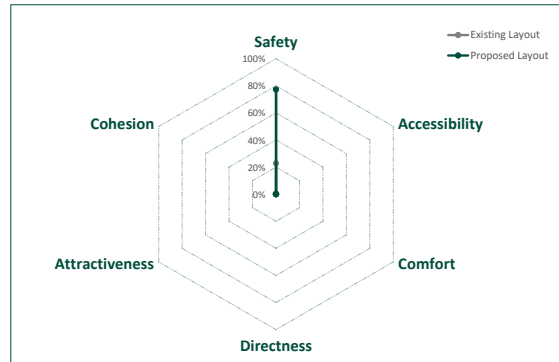 Safety
Existing Layout
Proposed Layout
100%
80%
60%
40%
20%
0%
Cohesion
Accessibility
Attractiveness
Comfort
Directness